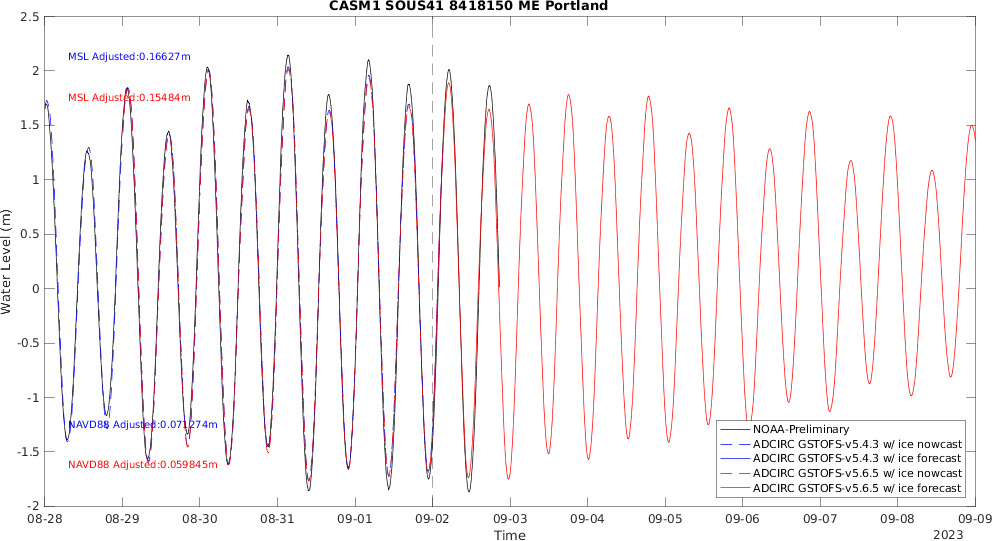 CASM1 SOUS41 8418150 ME Portland
MSL Adjusted:0.16627m
MSL Adjusted:0.15484m
NAVD88 Adjusted:0.071274m
NAVD88 Adjusted:0.059845m
Water Level (m)
2.5
2
1.5
1
0.5
0
-0.5
-1
-1.5
-2
NOAA-Preliminary
ADCIRC GSTOFS-v5.4.3 w/ ice nowcast
ADCIRC GSTOFS-v5.4.3 w/ ice forecast
ADCIRC GSTOFS-v5.6.5 w/ ice nowcast
ADCIRC GSTOFS-v5.6.5 w/ ice forecast
08-28 08-29 08-30 08-31 09-01 09-02 09-03 09-04 09-05 09-06 09-07 09-08 09-09
Time
2023